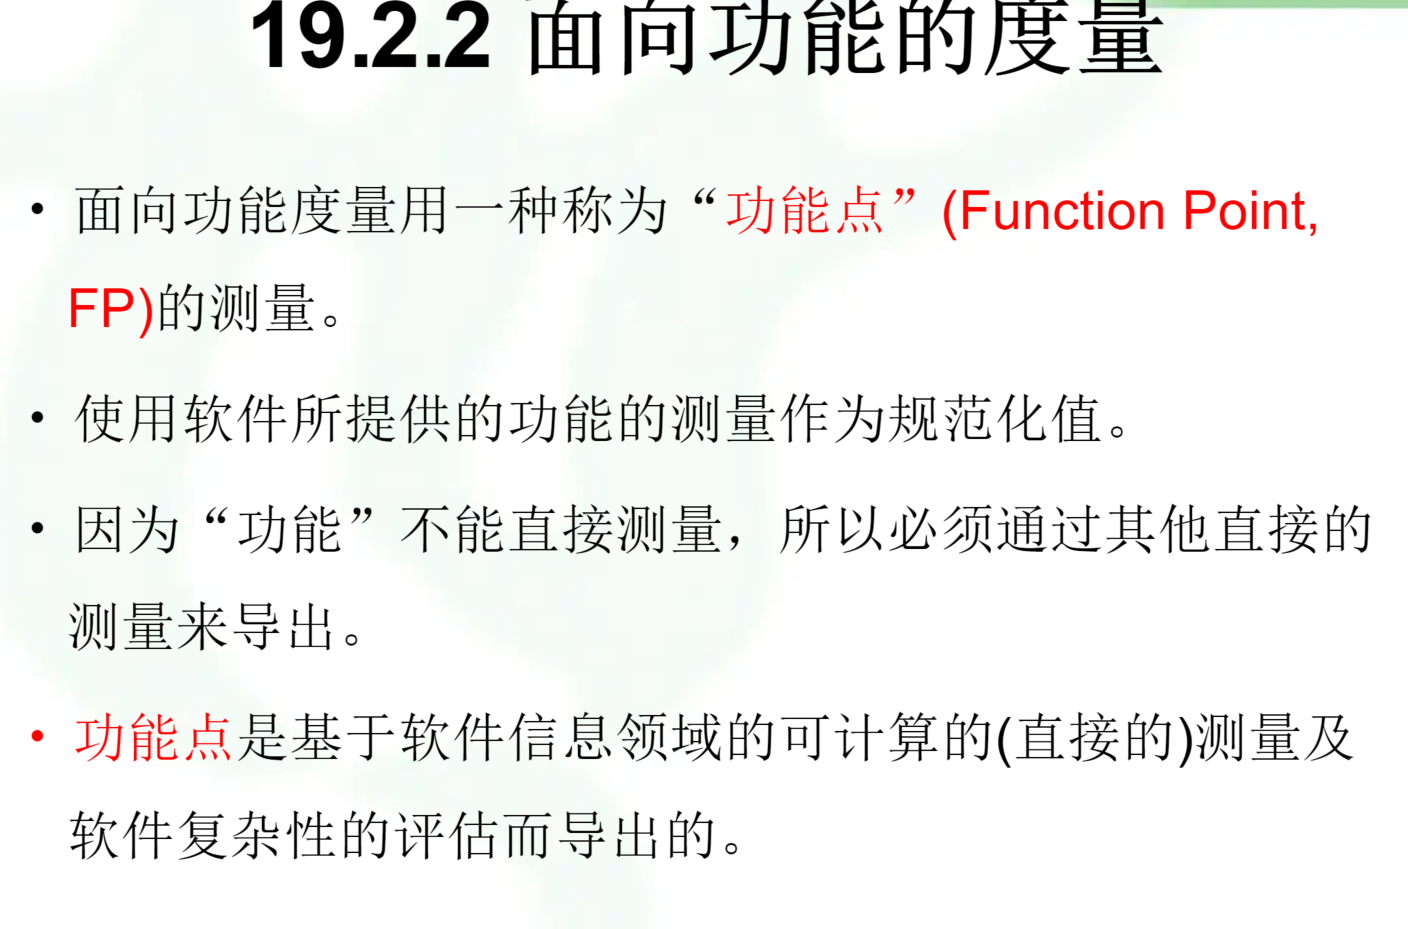 19.2.2 面向功能的度量
• 面向功能度量用一种称为“功能点”(Function Point,
FP)的测量。
• 使用软件所提供的功能的测量作为规范化值。
• 因为“功能”不能直接测量，所以必须通过其他直接的
测量来导出。
• 功能点是基于软件信息领域的可计算的(直接的)测量及
软件复杂性的评估而导出的。